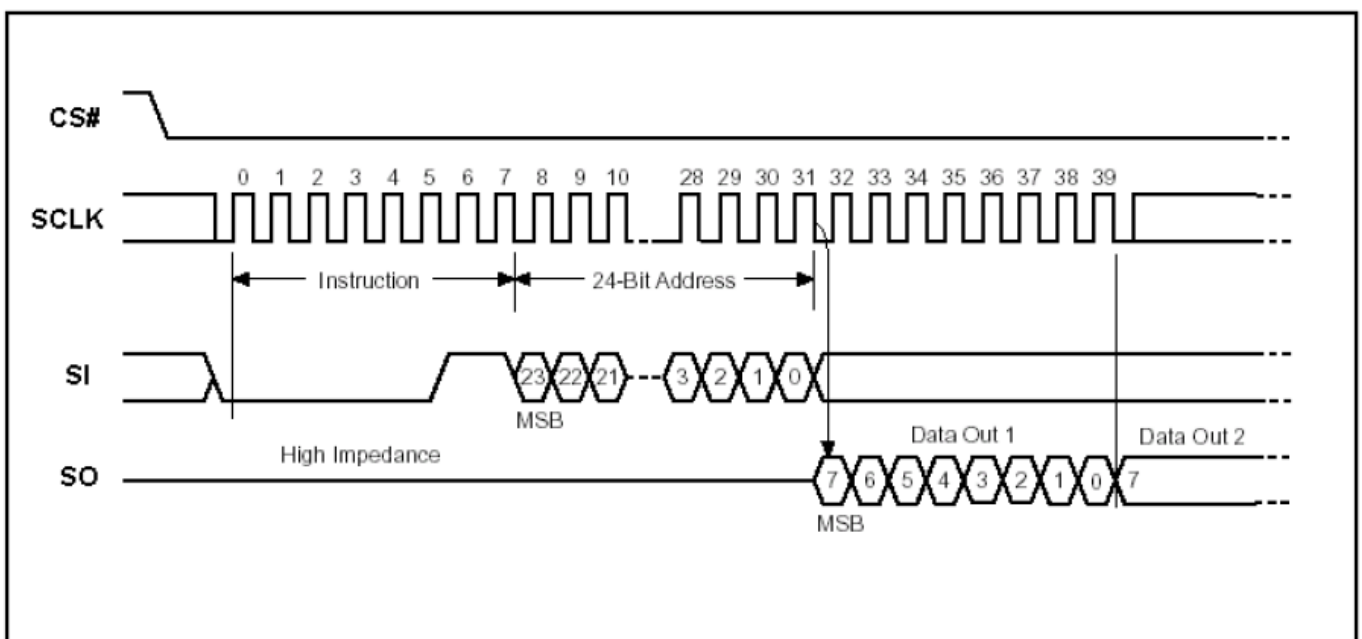 CS#
0 1 2 3 4 5 6 7 8 9 10 28 29 30 31 32 33 34 35 36 37 38 39
SCLK
Instruction 24-Bit Address
SI 23 22 21 3 2 1 0
MSB
High Impedance Data Out 1 Data Out 2
SO 7 6 5 4 3 2 1 0 7
MSB